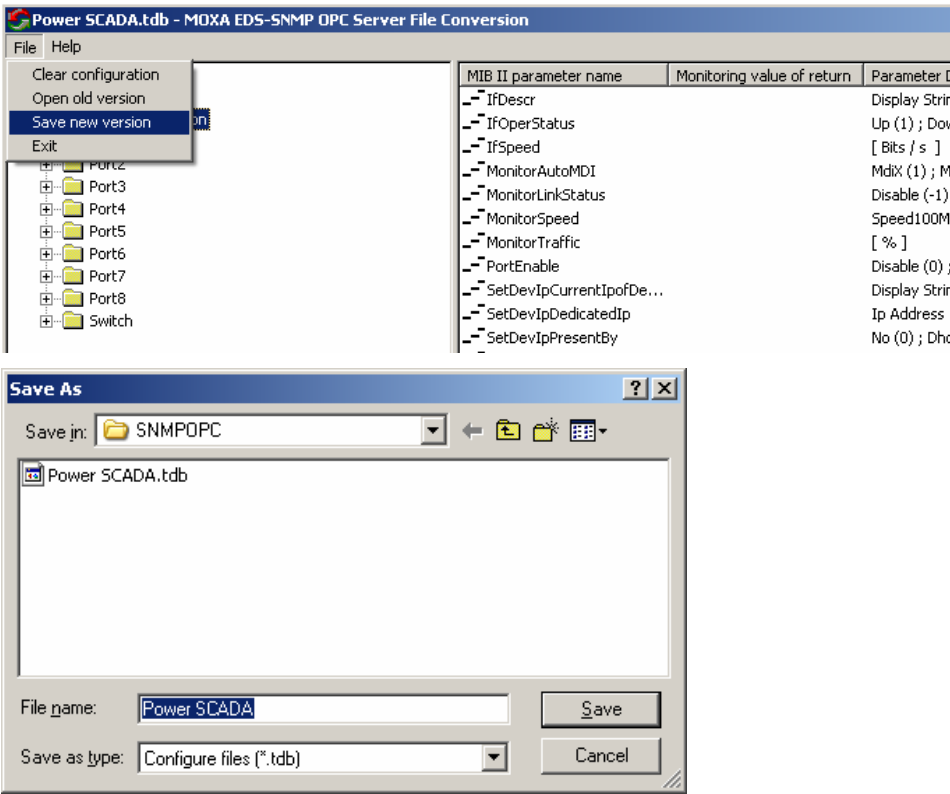 Power SCADA.tdb - MOXA EDS-SNMP OPC Server File Conversion
File Help
Clear configuration
Open old version
Save new version
Exit
Port2
Port3
Port4
Port5
Port6
Port7
Port8
Switch
MIB II parameter name Monitoring value of return Parameter D
IfDescr Display Strin
IfOperStatus Up (1) ; Dow
IfSpeed [ Bits / s ]
MonitorAutoMDI MdiX (1) ; M
MonitorLinkStatus Disable (-1)
MonitorSpeed Speed100M
MonitorTraffic [ % ]
PortEnable Disable (0) ;
SetDevIpCurrentIpofDe... Display Strin
SetDevIpDedicatedIp Ip Address
SetDevIpPresentBy No (0) ; Dhc
Save As
Save in: SNMPOPC
Power SCADA.tdb
File name: Power SCADA Save
Save as type: Configure files (*.tdb) Cancel